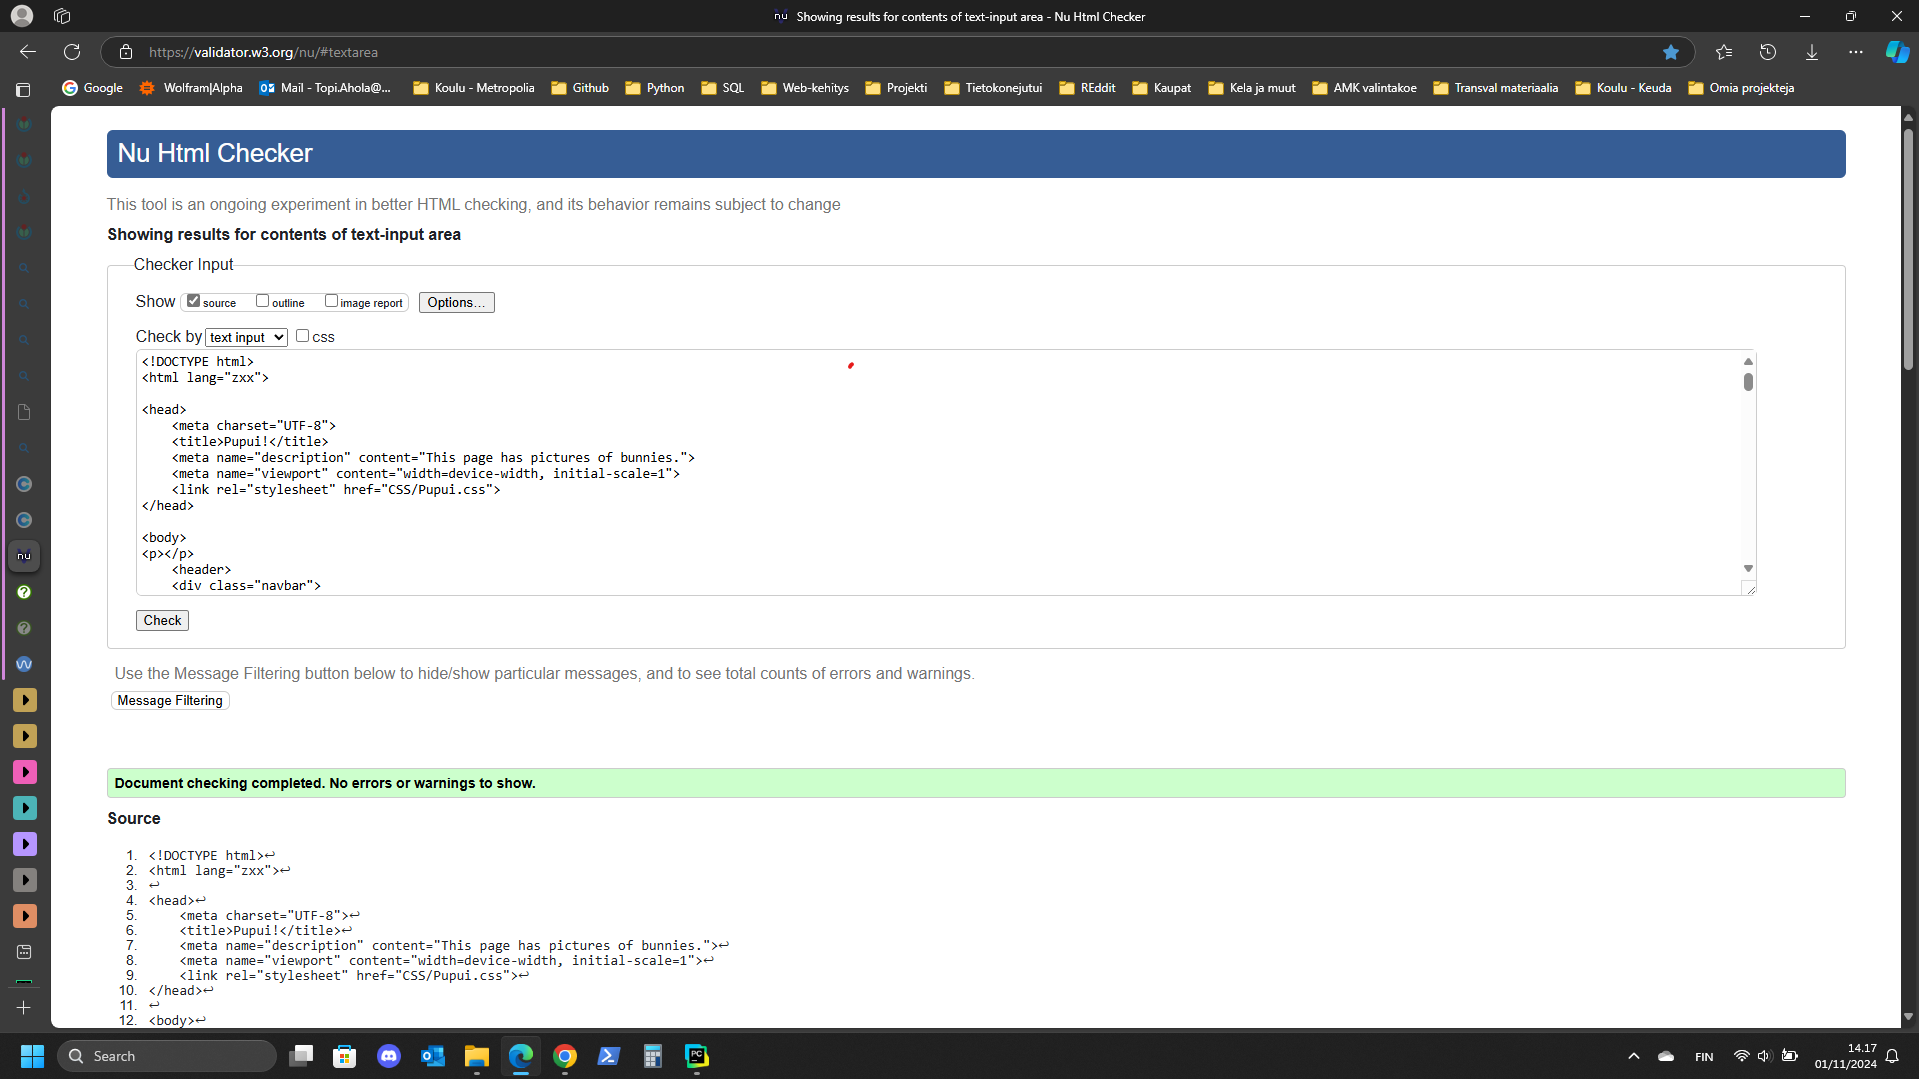 nu Showing results for contents of text-input area - Nu Html Checker
https://validator.w3.org/nu/#textarea
Google Wolfram|Alpha Mail - Topi.Ahola@... Koulu - Metropolia Github Python SQL Web-kehitys Projekti Tietokonejutui REddit Kaupat Kela ja muut AMK valintakoe Transval materiaalia Koulu - Keuda Omia projekteja
Nu Html Checker
This tool is an ongoing experiment in better HTML checking, and its behavior remains subject to change
Showing results for contents of text-input area
Checker Input
Show source outline image report Options...
Check by text input css
<!DOCTYPE html>
<html lang="zxx">
<head>
<meta charset="UTF-8">
<title>Pupui!</title>
<meta name="description" content="This page has pictures of bunnies.">
<meta name="viewport" content="width=device-width, initial-scale=1">
<link rel="stylesheet" href="CSS/Pupui.css">
</head>
<body>
<p></p>
<header>
<div class="navbar">
nu
Check
Use the Message Filtering button below to hide/show particular messages, and to see total counts of errors and warnings.
Message Filtering
Document checking completed. No errors or warnings to show.
Source
1. <!DOCTYPE html>↩
2. <html lang="zxx">↩
3. ↩
4. <head>↩
5. <meta charset="UTF-8">↩
6. <title>Pupui!</title>↩
7. <meta name="description" content="This page has pictures of bunnies.">↩
8. <meta name="viewport" content="width=device-width, initial-scale=1">↩
9. <link rel="stylesheet" href="CSS/Pupui.css">↩
10. </head>↩
11. ↩
12. <body>↩
Search
PC
FIN
14.17
01/11/2024